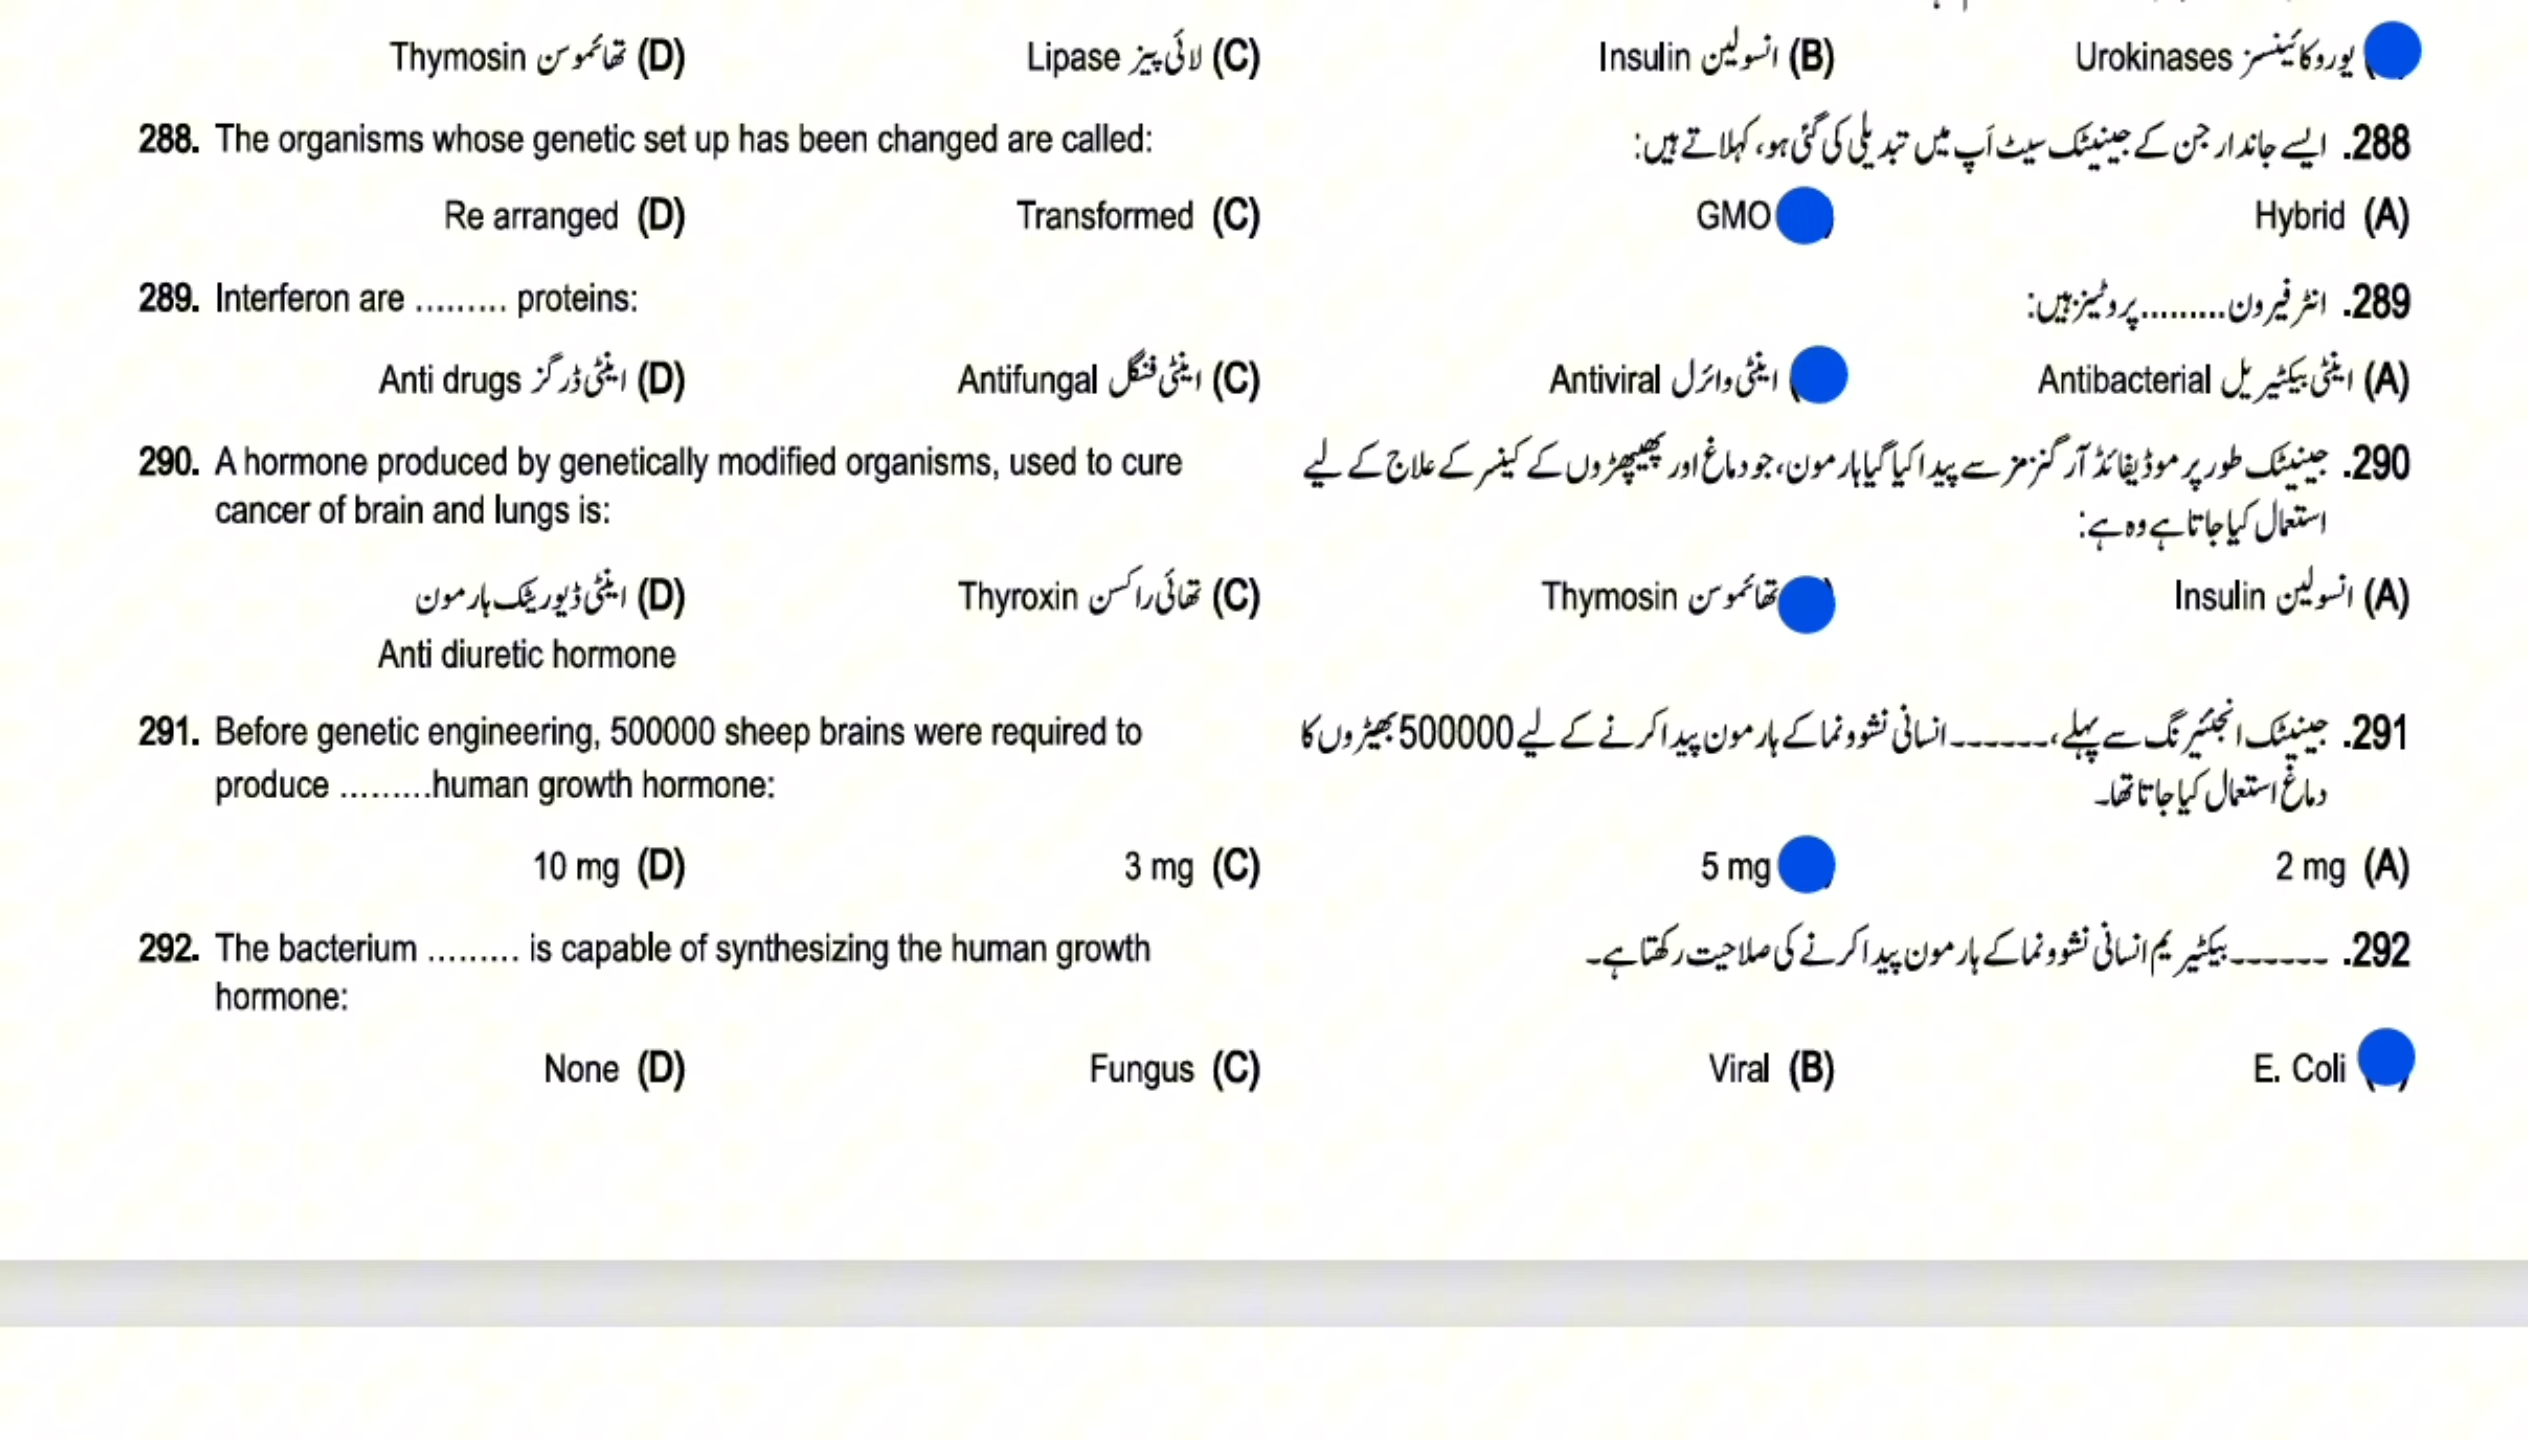 Thymosin تھائموسن (D) Lipase لائی پیز (C) Insulin انسولین (B) Urokinases یوروکائینسز
288. The organisms whose genetic set up has been changed are called:
.288 ایسے جاندار جن کے جینیٹک سیٹ اَپ میں تبدیلی کی گئی ہو، کہلاتے ہیں:
Re arranged (D) Transformed (C) GMO Hybrid (A)
289. Interferon are ......... proteins:
.289 انٹرفیرون.........پروٹینز ہیں:
Anti drugs اینٹی ڈرگز (D) Antifungal اینٹی فنگل (C) Antiviral اینٹی وائرل Antibacterial اینٹی بیکٹیریل (A)
290. A hormone produced by genetically modified organisms, used to cure
cancer of brain and lungs is:
.290 جینیٹک طور پر موڈیفائڈ آرگنزمز سے پیدا کیا گیا ہارمون، جو دماغ اور پھیپھڑوں کے کینسر کے علاج کے لیے
استعمال کیا جاتا ہے وہ ہے:
اینٹی ڈیوریٹک ہارمون (D) Thyroxin تھائی راکسن (C) Thymosin تھائموسن Insulin انسولین (A)
Anti diuretic hormone
291. Before genetic engineering, 500000 sheep brains were required to
produce .........human growth hormone:
.291 جینیٹک انجئیرنگ سے پہلے، ------انسانی نشوونما کے ہارمون پیدا کرنے کے لیے 500000 بھیڑوں کا
دماغ استعمال کیا جاتا تھا۔
10 mg (D) 3 mg (C) 5 mg 2 mg (A)
292. The bacterium ......... is capable of synthesizing the human growth
hormone:
.292 ------ بیکٹیریم انسانی نشوونما کے ہارمون پیدا کرنے کی صلاحیت رکھتا ہے۔
None (D) Fungus (C) Viral (B) E. Coli